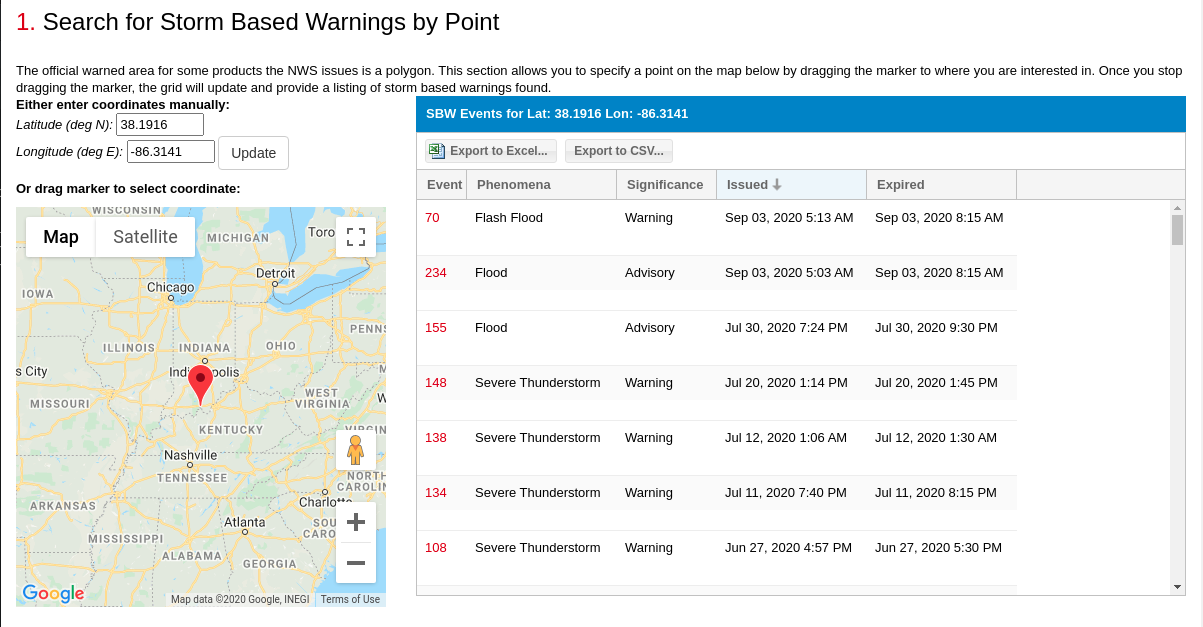 1. Search for Storm Based Warnings by Point
The official warned area for some products the NWS issues is a polygon. This section allows you to specify a point on the map below by dragging the marker to where you are interested in. Once you stop
dragging the marker, the grid will update and provide a listing of storm based warnings found.
Either enter coordinates manually:
Latitude (deg N): 38.1916
Longitude (deg E): -86.3141 Update
Or drag marker to select coordinate:
WISCONSIN
Map Satellite
MICHIGAN
Toro
Detroit
Chicago
IOWA
PENNS
ILLINOIS INDIANA OHIO
s City
Ind polis
MISSOURI
WEST
VIRGINIA
KENTUCKY
VIRGIN
Nashville
TENNESSEE
NORTH
CAROLIN
ARKANSAS
Charlotte
Atlanta
SOU
CARO
MISSISSIPPI
ALABAMA
GEORGIA
Google
Map data ©2020 Google, INEGI Terms of Use
SBW Events for Lat: 38.1916 Lon: -86.3141
Export to Excel... Export to CSV...
Event Phenomena Significance Issued Expired
70 Flash Flood Warning Sep 03, 2020 5:13 AM Sep 03, 2020 8:15 AM
234 Flood Advisory Sep 03, 2020 5:03 AM Sep 03, 2020 8:15 AM
155 Flood Advisory Jul 30, 2020 7:24 PM Jul 30, 2020 9:30 PM
148 Severe Thunderstorm Warning Jul 20, 2020 1:14 PM Jul 20, 2020 1:45 PM
138 Severe Thunderstorm Warning Jul 12, 2020 1:06 AM Jul 12, 2020 1:30 AM
134 Severe Thunderstorm Warning Jul 11, 2020 7:40 PM Jul 11, 2020 8:15 PM
108 Severe Thunderstorm Warning Jun 27, 2020 4:57 PM Jun 27, 2020 5:30 PM